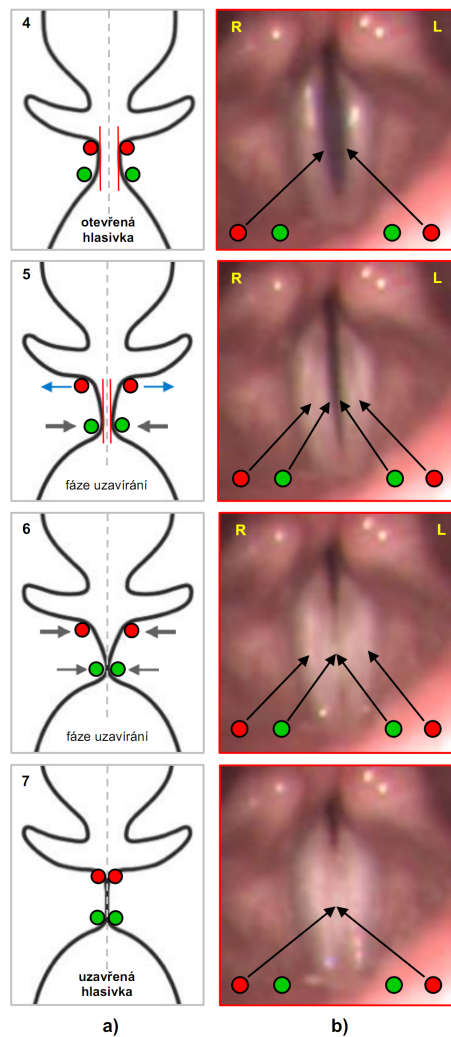 4
R L
otevřená
hlasivka
5
R L
fáze uzavírání
6
R L
fáze uzavírání
7
uzavřená
hlasivka
a) b)